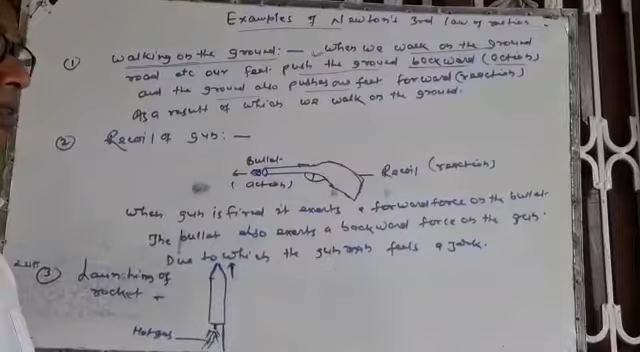 Examples of Newton's 3rd law of motion.
(1) Walking on the ground: — When we walk on the ground
road etc our feet push the ground backward (action)
and the ground also pushes our feet forward (reaction)
As a result of which we walk on the ground.
(2) Recoil of gun: —
Bullet
(action)
Recoil (reaction)
When gun is fired it exerts a forward force on the bullet.
The bullet also exerts a backward force on the gun.
Due to which the gunman feels a jerk.
(3) Launching of
rocket -
Hot gas